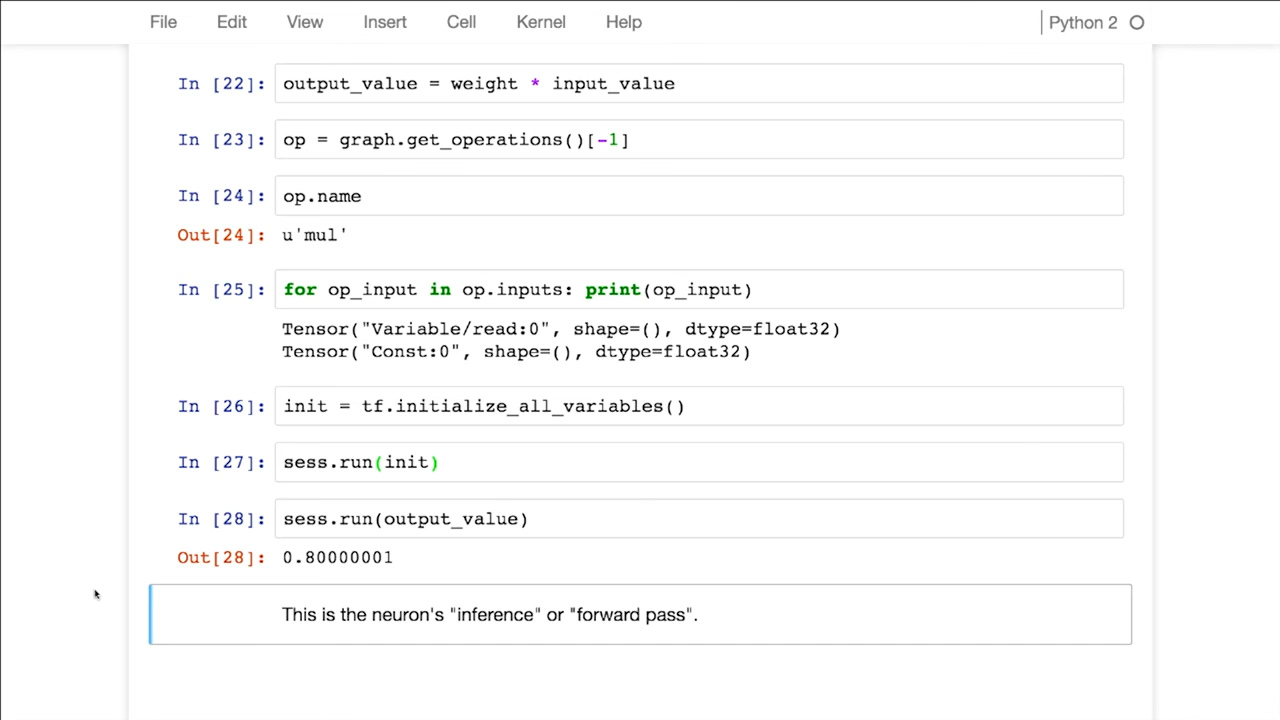 File Edit View Insert Cell Kernel Help Python 2
In [22]: output_value = weight * input_value
In [23]: op = graph.get_operations()[-1]
In [24]: op.name
Out[24]: u'mul'
In [25]: for op_input in op.inputs: print(op_input)
Tensor("Variable/read:0", shape=(), dtype=float32)
Tensor("Const:0", shape=(), dtype=float32)
In [26]: init = tf.initialize_all_variables()
In [27]: sess.run(init)
In [28]: sess.run(output_value)
Out[28]: 0.80000001
This is the neuron's "inference" or "forward pass".